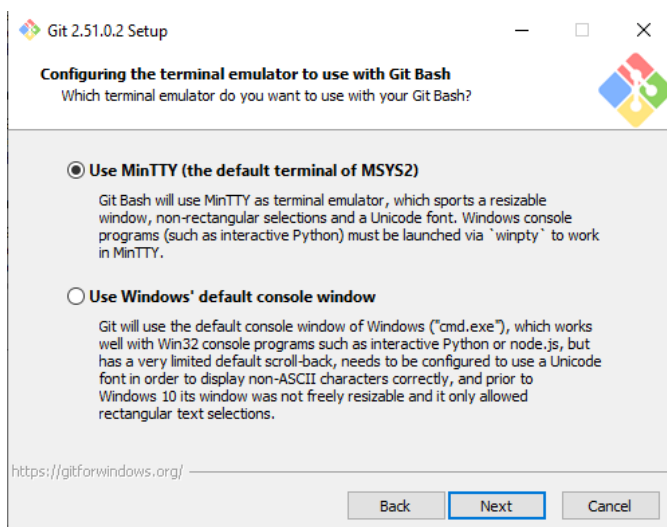 Git 2.51.0.2 Setup
Configuring the terminal emulator to use with Git Bash
Which terminal emulator do you want to use with your Git Bash?
Use MinTTY (the default terminal of MSYS2)
Git Bash will use MinTTY as terminal emulator, which sports a resizable
window, non-rectangular selections and a Unicode font. Windows console
programs (such as interactive Python) must be launched via `winpty` to work
in MinTTY.
Use Windows' default console window
Git will use the default console window of Windows ("cmd.exe"), which works
well with Win32 console programs such as interactive Python or node.js, but
has a very limited default scroll-back, needs to be configured to use a Unicode
font in order to display non-ASCII characters correctly, and prior to
Windows 10 its window was not freely resizable and it only allowed
rectangular text selections.
https://gitforwindows.org/
Back Next Cancel